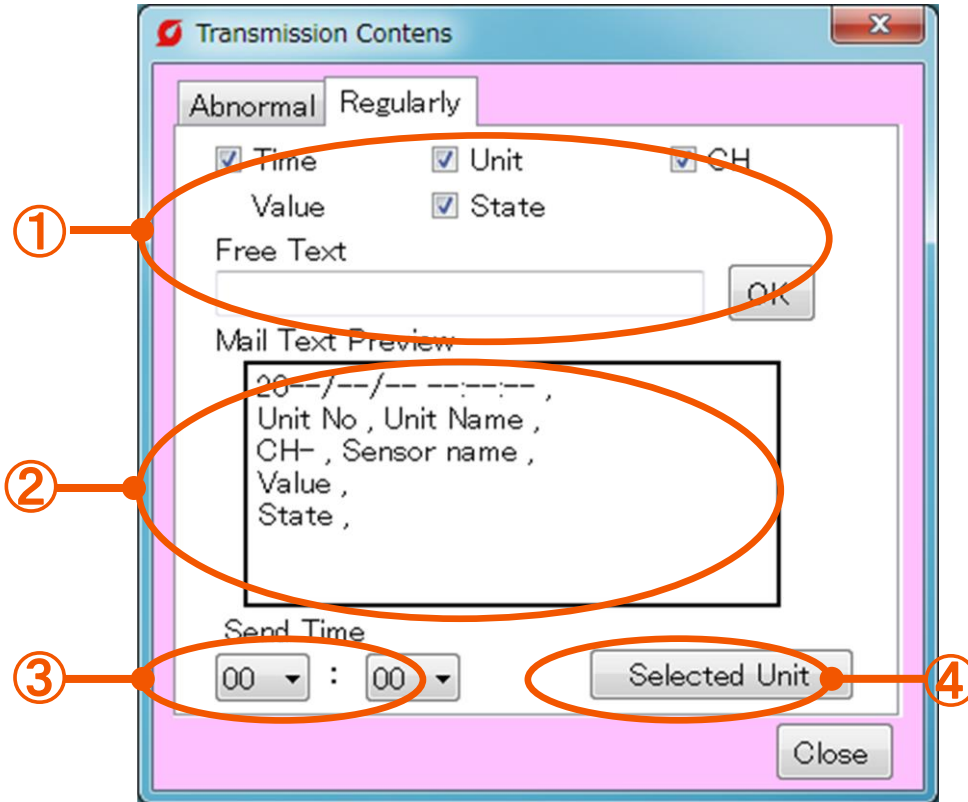 Transmission Contens
Abnormal Regularly
Time Unit CH
① Value State
Free Text
OK
Mail Text Preview
20--/--/-- --:--:-- ,
Unit No , Unit Name ,
CH- , Sensor name ,
② Value ,
State ,
Send Time
③ 00 : 00 Selected Unit ④
Close